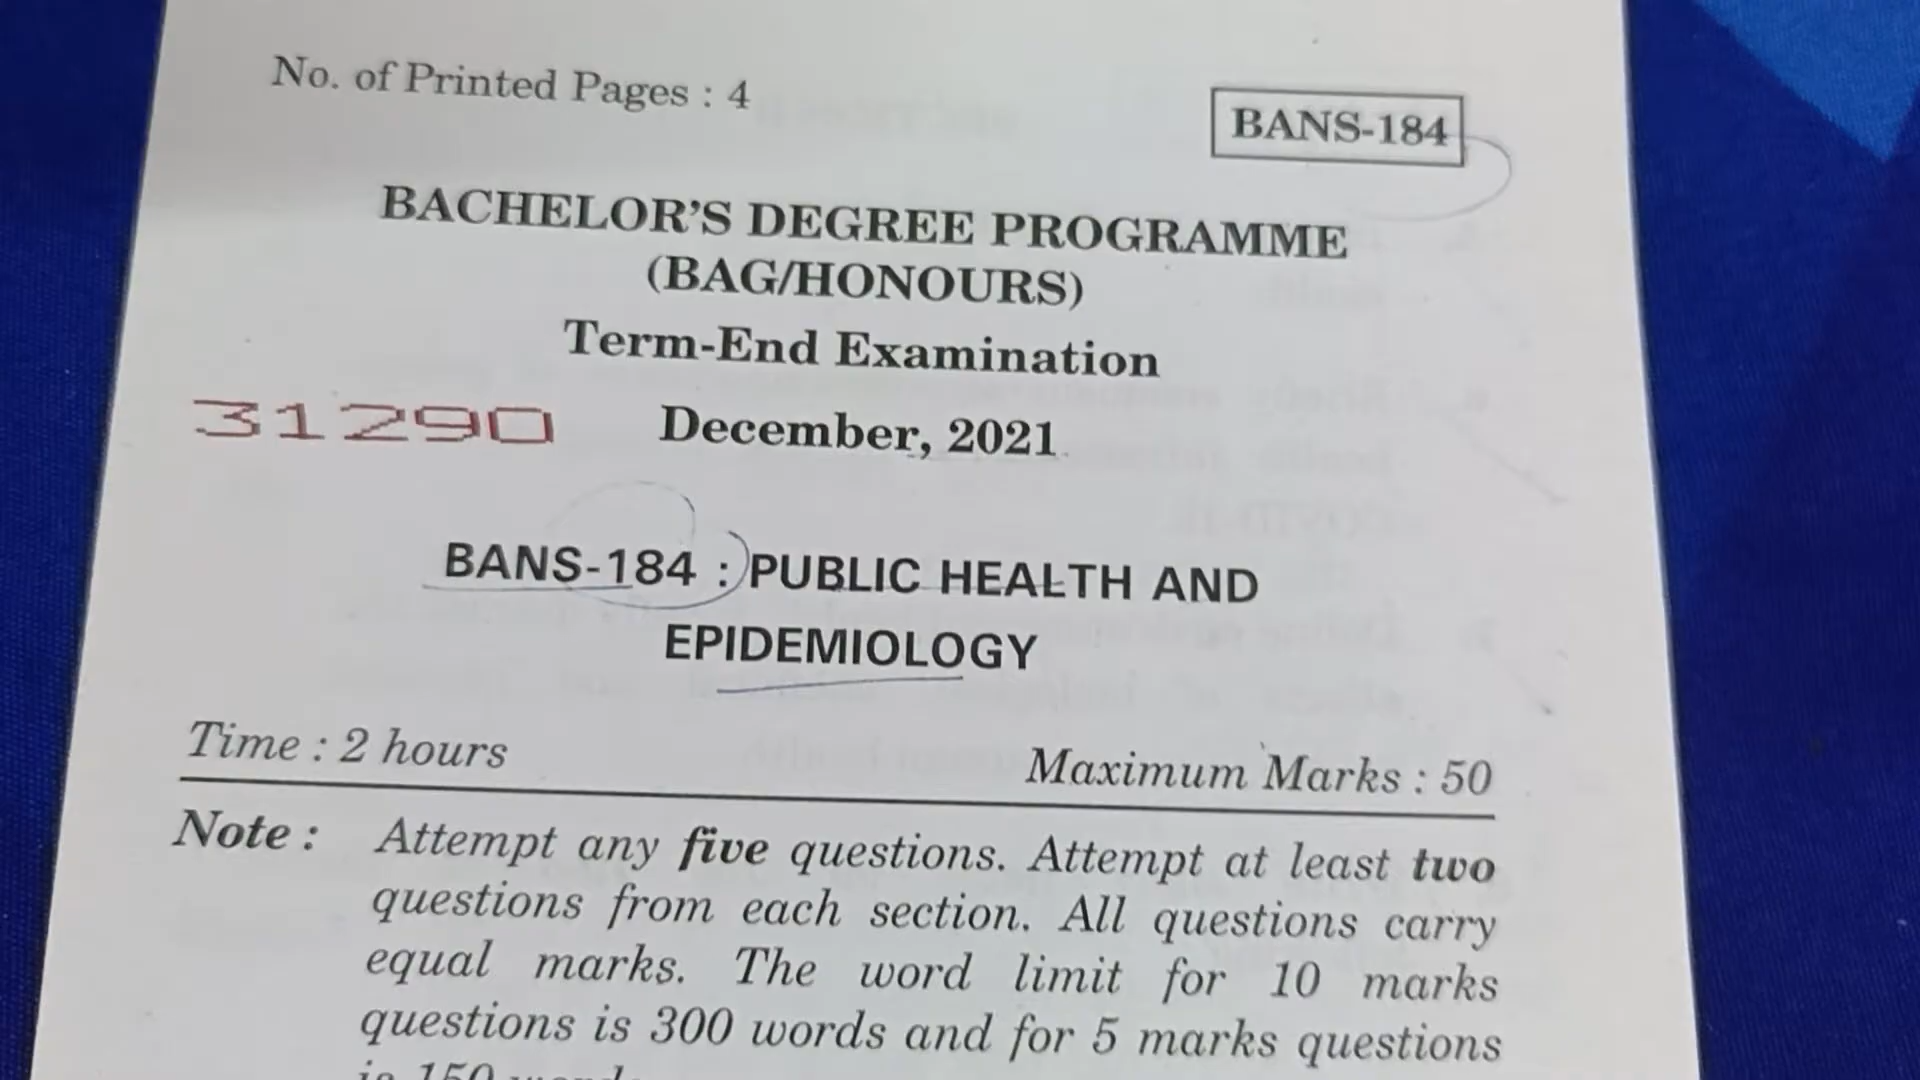 No. of Printed Pages : 4
BANS-184
BACHELOR'S DEGREE PROGRAMME
(BAG/HONOURS)
Term-End Examination
31290
December, 2021
BANS-184 : PUBLIC HEALTH AND
EPIDEMIOLOGY
Time : 2 hours
Maximum Marks : 50
Note : Attempt any five questions. Attempt at least two
questions from each section. All questions carry
equal marks. The word limit for 10 marks
questions is 300 words and for 5 marks questions
is 150 words.